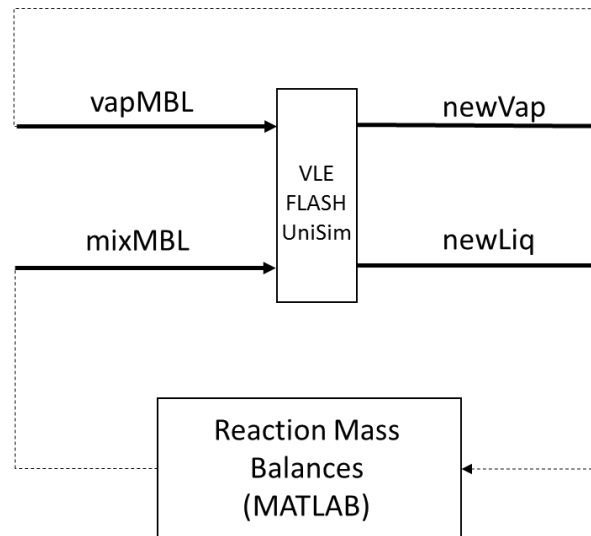 vapMBL
newVap
VLE
FLASH
UniSim
mixMBL
newLiq
Reaction Mass
Balances
(MATLAB)